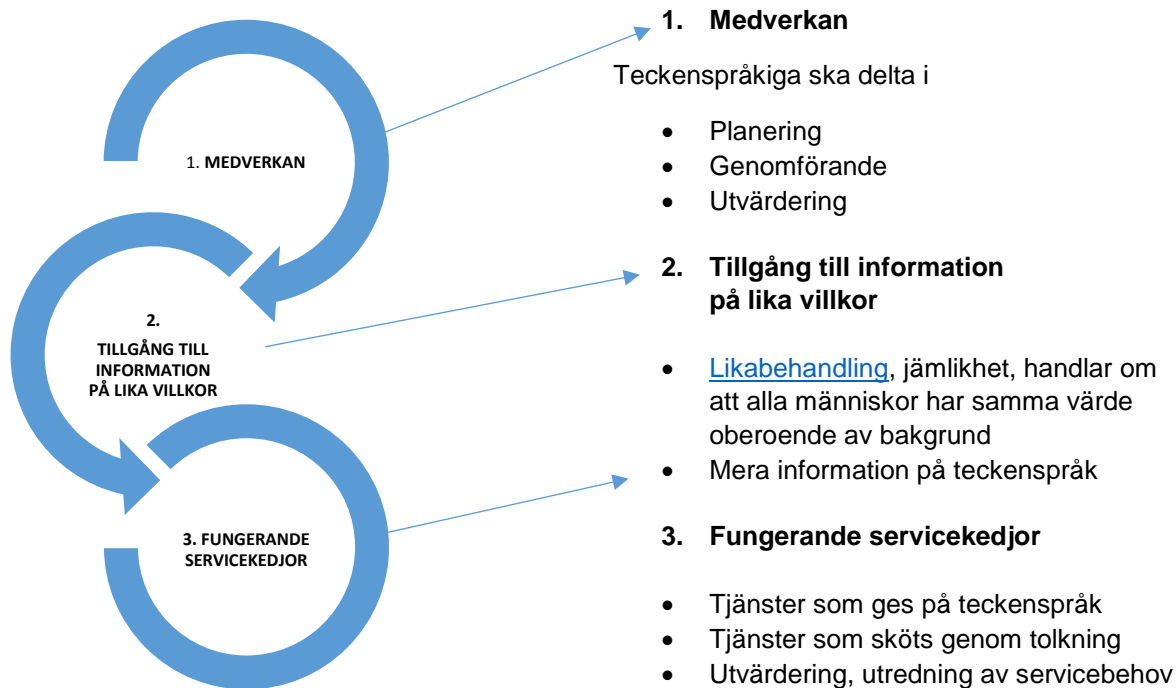 1. MEDVERKAN
2.
TILLGÅNG TILL
INFORMATION
PÅ LIKA VILLKOR
3. FUNGERANDE
SERVICEKEDJOR
1. Medverkan
Teckenspråkiga ska delta i
• Planering
• Genomförande
• Utvärdering
2. Tillgång till information
på lika villkor
• Likabehandling, jämlikhet, handlar om
att alla människor har samma värde
oberoende av bakgrund
• Mera information på teckenspråk
3. Fungerande servicekedjor
• Tjänster som ges på teckenspråk
• Tjänster som sköts genom tolkning
• Utvärdering, utredning av servicebehov